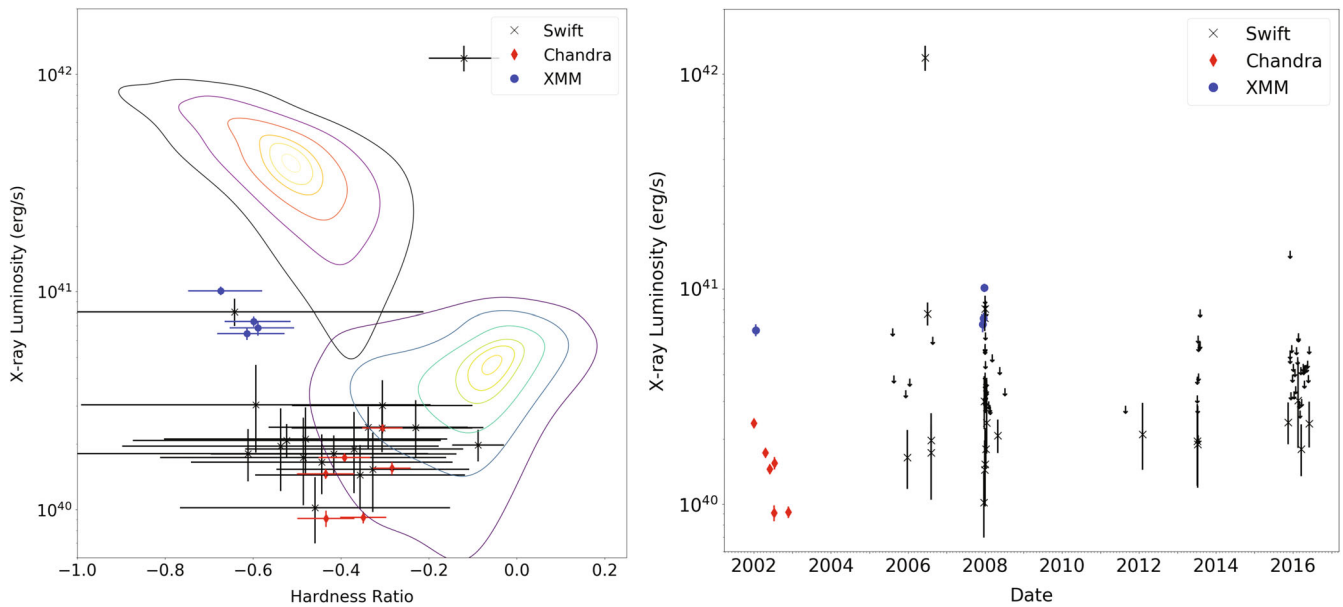 Swift
Chandra
XMM
10^42
10^41
10^40
X-ray Luminosity (erg/s)
−1.0 −0.8 −0.6 −0.4 −0.2 0.0 0.2
Hardness Ratio
Swift
Chandra
XMM
10^42
10^41
10^40
X-ray Luminosity (erg/s)
2002 2004 2006 2008 2010 2012 2014 2016
Date